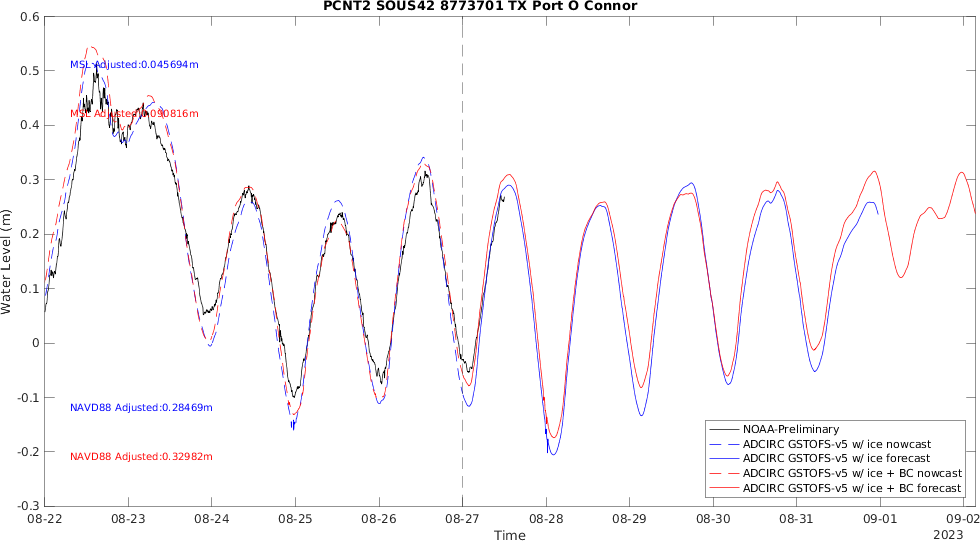 PCNT2 SOUS42 8773701 TX Port O Connor
0.6
0.5
0.4
0.3
0.2
0.1
0
-0.1
-0.2
-0.3
Water Level (m)
MSL Adjusted:0.045694m
MSL Adjusted:0.090816m
NAVD88 Adjusted:0.28469m
NAVD88 Adjusted:0.32982m
NOAA-Preliminary
ADCIRC GSTOFS-v5 w/ ice nowcast
ADCIRC GSTOFS-v5 w/ ice forecast
ADCIRC GSTOFS-v5 w/ ice + BC nowcast
ADCIRC GSTOFS-v5 w/ ice + BC forecast
08-22 08-23 08-24 08-25 08-26 08-27 08-28 08-29 08-30 08-31 09-01 09-02
Time
2023